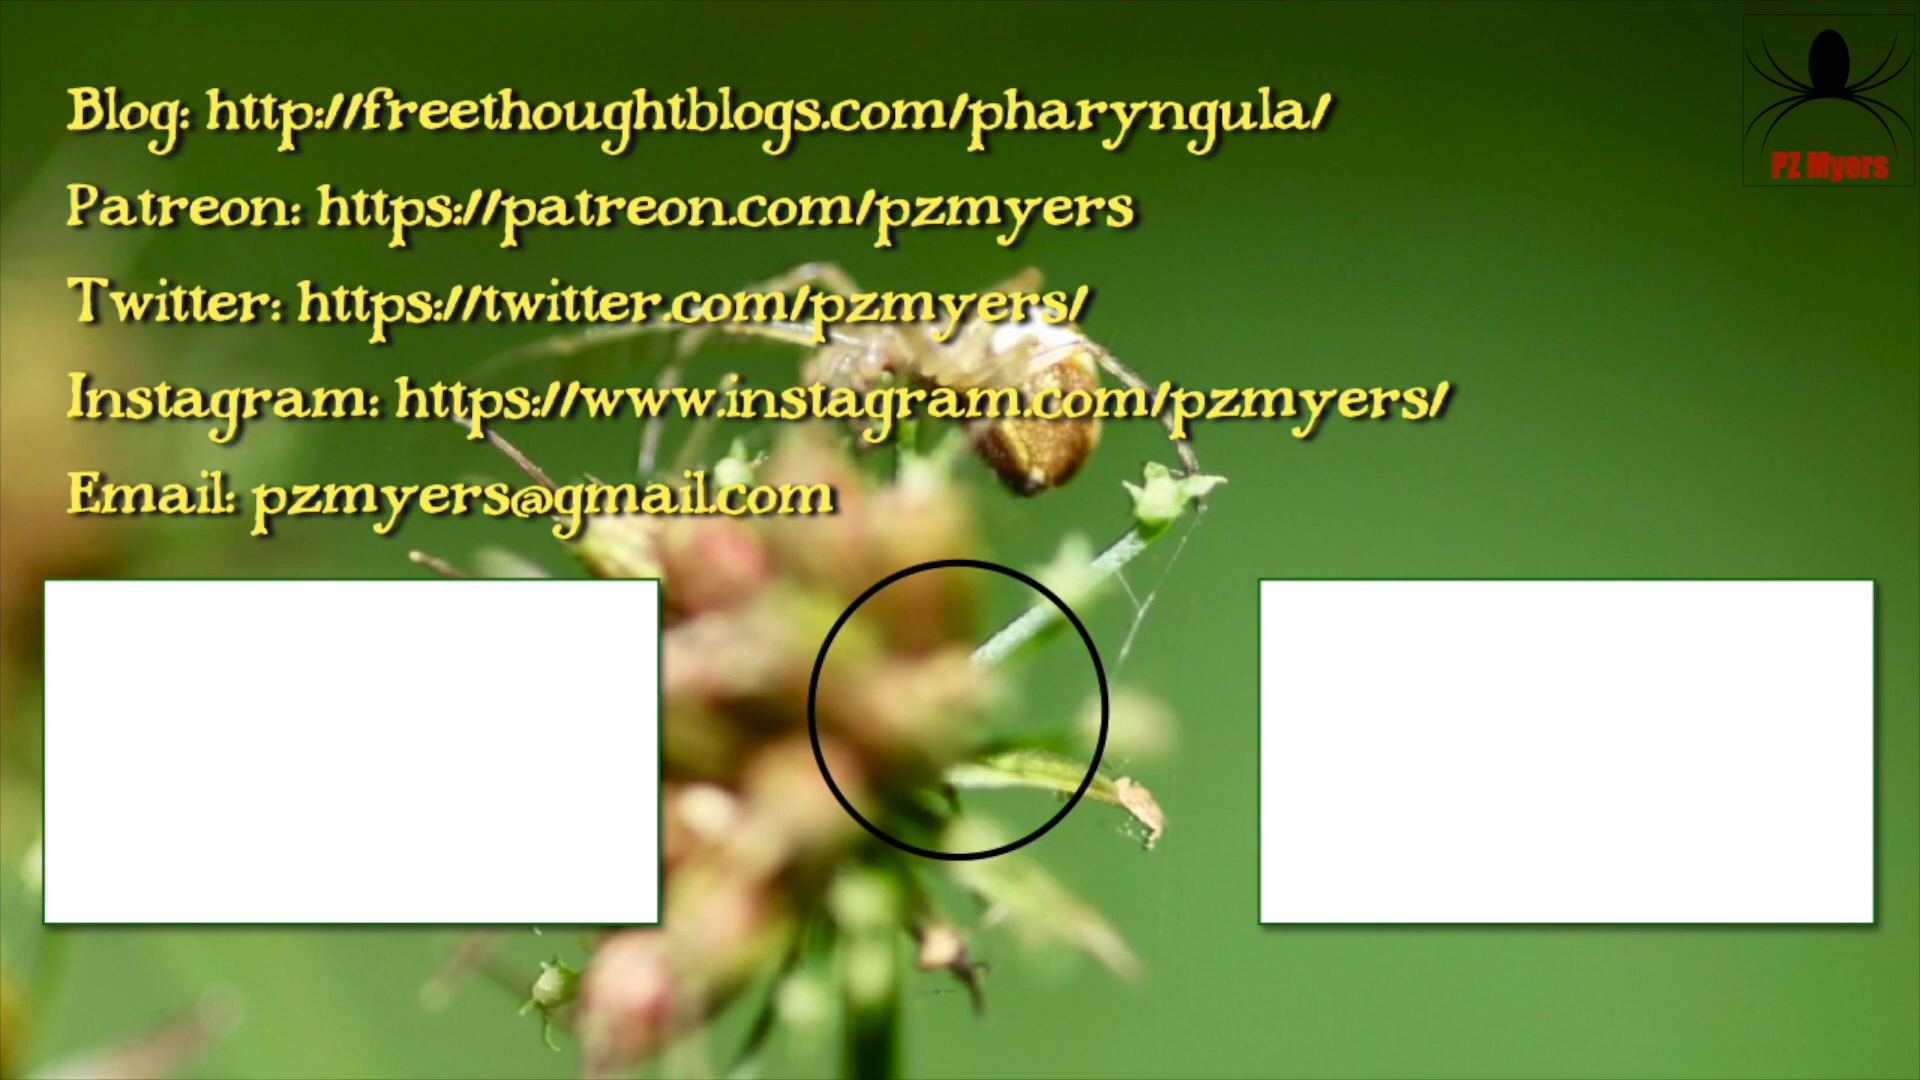 Blog: http://freethoughtblogs.com/pharyngula/
Patreon: https://patreon.com/pzmyers
Twitter: https://twitter.com/pzmyers/
Instagram: https://www.instagram.com/pzmyers/
Email: pzmyers@gmail.com
PZ Myers